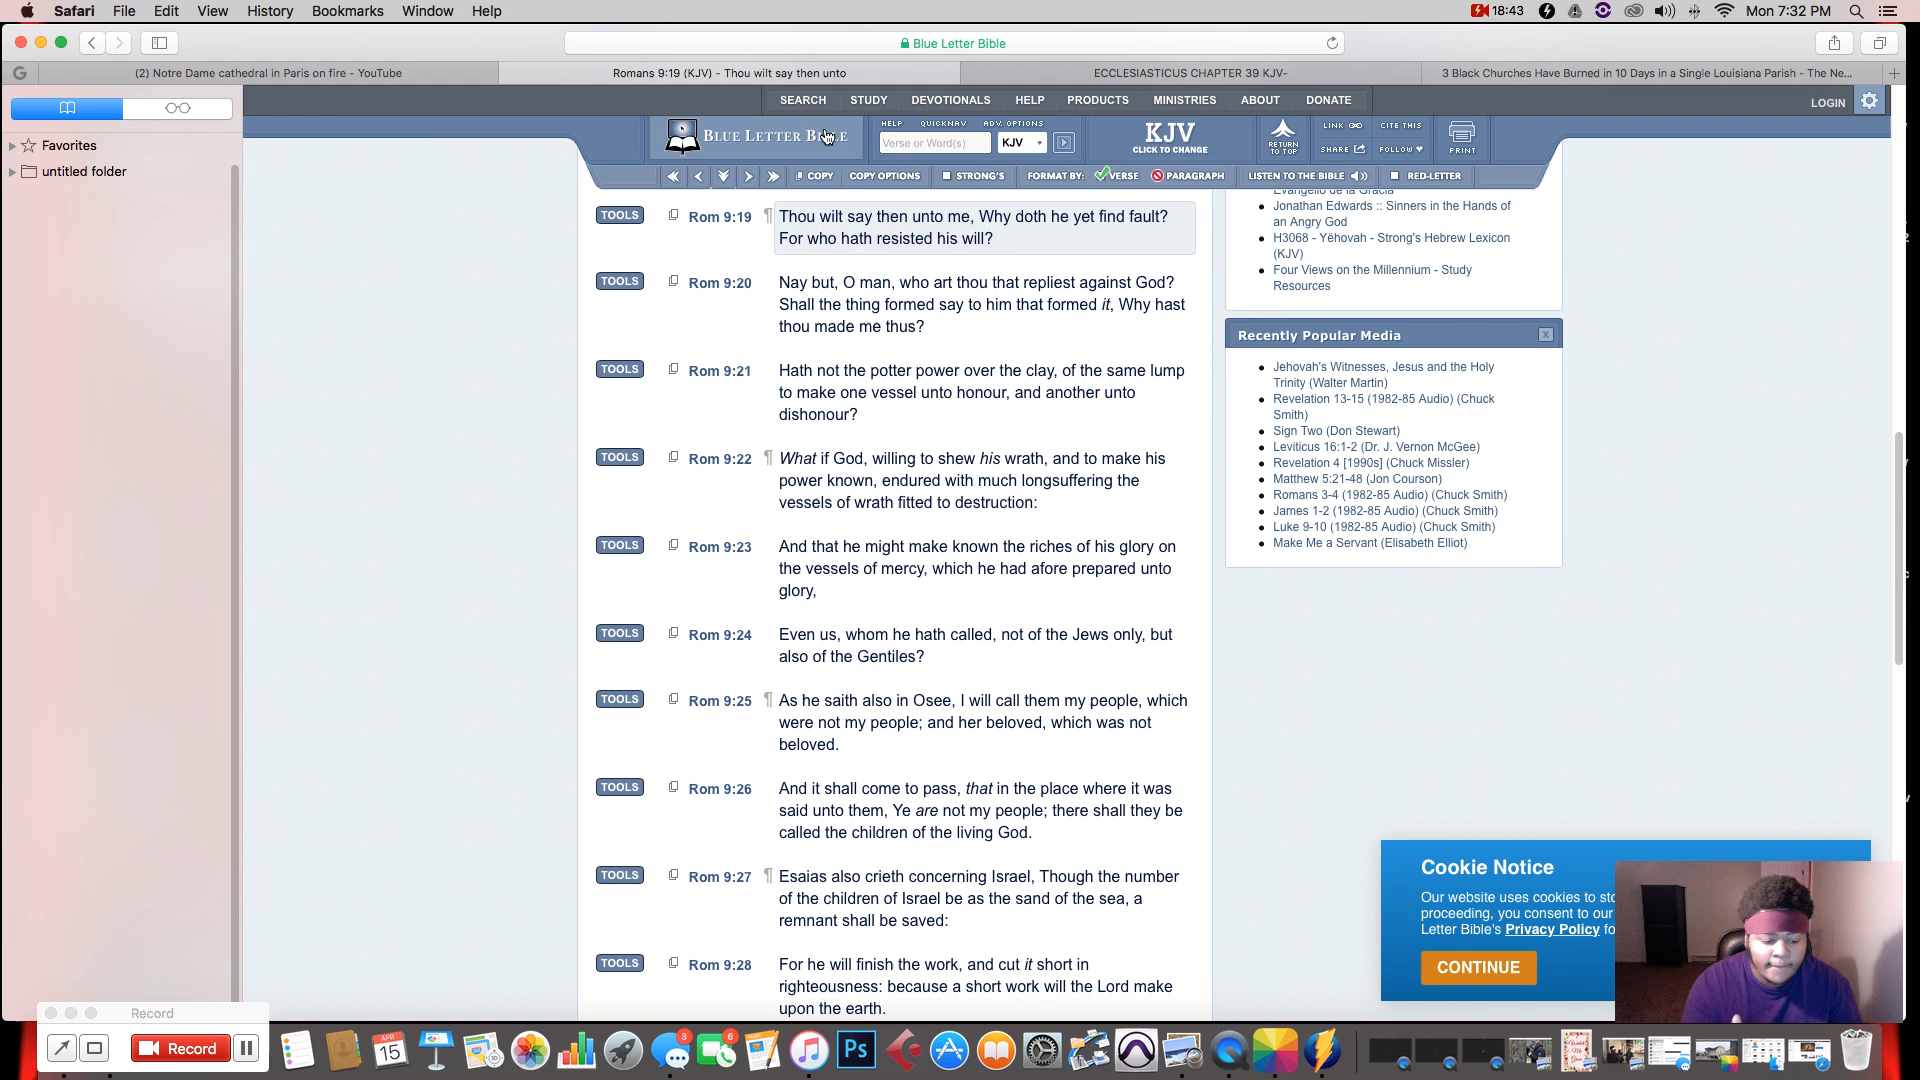 Safari File Edit View History Bookmarks Window Help
18:43 Mon 7:32 PM
Blue Letter Bible
(2) Notre Dame cathedral in Paris on fire - YouTube
Romans 9:19 (KJV) - Thou wilt say then unto
ECCLESIASTICUS CHAPTER 39 KJV-
3 Black Churches Have Burned in 10 Days in a Single Louisiana Parish - The Ne...
Favorites
untitled folder
SEARCH STUDY DEVOTIONALS HELP PRODUCTS MINISTRIES ABOUT DONATE
LOGIN
BLUE LETTER BIBLE
HELP QUICKNAV ADV. OPTIONS
Verse or Word(s) KJV
KJV
CLICK TO CHANGE
RETURN
TO TOP
LINK CITE THIS
SHARE FOLLOW
PRINT
COPY COPY OPTIONS STRONG'S FORMAT BY: VERSE PARAGRAPH LISTEN TO THE BIBLE RED-LETTER
TOOLS Rom 9:19 ¶ Thou wilt say then unto me, Why doth he yet find fault?
For who hath resisted his will?
TOOLS Rom 9:20 Nay but, O man, who art thou that repliest against God?
Shall the thing formed say to him that formed it, Why hast
thou made me thus?
TOOLS Rom 9:21 Hath not the potter power over the clay, of the same lump
to make one vessel unto honour, and another unto
dishonour?
TOOLS Rom 9:22 ¶ What if God, willing to shew his wrath, and to make his
power known, endured with much longsuffering the
vessels of wrath fitted to destruction:
TOOLS Rom 9:23 And that he might make known the riches of his glory on
the vessels of mercy, which he had afore prepared unto
glory,
TOOLS Rom 9:24 Even us, whom he hath called, not of the Jews only, but
also of the Gentiles?
TOOLS Rom 9:25 ¶ As he saith also in Osee, I will call them my people, which
were not my people; and her beloved, which was not
beloved.
TOOLS Rom 9:26 And it shall come to pass, that in the place where it was
said unto them, Ye are not my people; there shall they be
called the children of the living God.
TOOLS Rom 9:27 ¶ Esaias also crieth concerning Israel, Though the number
of the children of Israel be as the sand of the sea, a
remnant shall be saved:
TOOLS Rom 9:28 For he will finish the work, and cut it short in
righteousness: because a short work will the Lord make
upon the earth.
Evangelio de la Gracia
Jonathan Edwards :: Sinners in the Hands of
an Angry God
H3068 - Yĕhovah - Strong's Hebrew Lexicon
(KJV)
Four Views on the Millennium - Study
Resources
Recently Popular Media
Jehovah's Witnesses, Jesus and the Holy
Trinity (Walter Martin)
Revelation 13-15 (1982-85 Audio) (Chuck
Smith)
Sign Two (Don Stewart)
Leviticus 16:1-2 (Dr. J. Vernon McGee)
Revelation 4 [1990s] (Chuck Missler)
Matthew 5:21-48 (Jon Courson)
Romans 3-4 (1982-85 Audio) (Chuck Smith)
James 1-2 (1982-85 Audio) (Chuck Smith)
Luke 9-10 (1982-85 Audio) (Chuck Smith)
Make Me a Servant (Elisabeth Elliot)
Cookie Notice
Our website uses cookies to sto
proceeding, you consent to our
Letter Bible's Privacy Policy fo
CONTINUE
Record
Record
APR
15
3
6
Ps